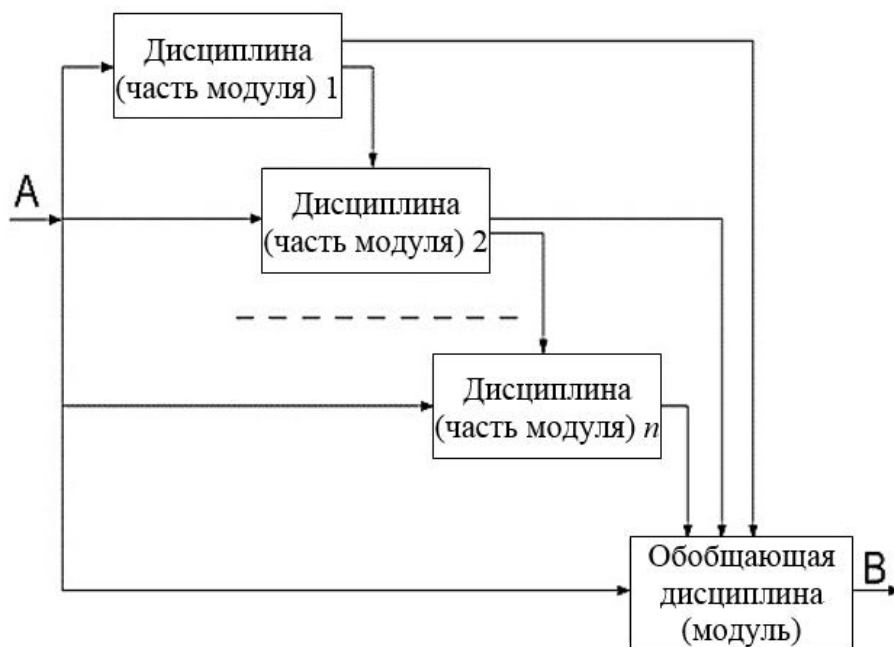 Дисциплина
(часть модуля) 1
A
Дисциплина
(часть модуля) 2
Дисциплина
(часть модуля) n
Обобщающая
дисциплина
(модуль)
B